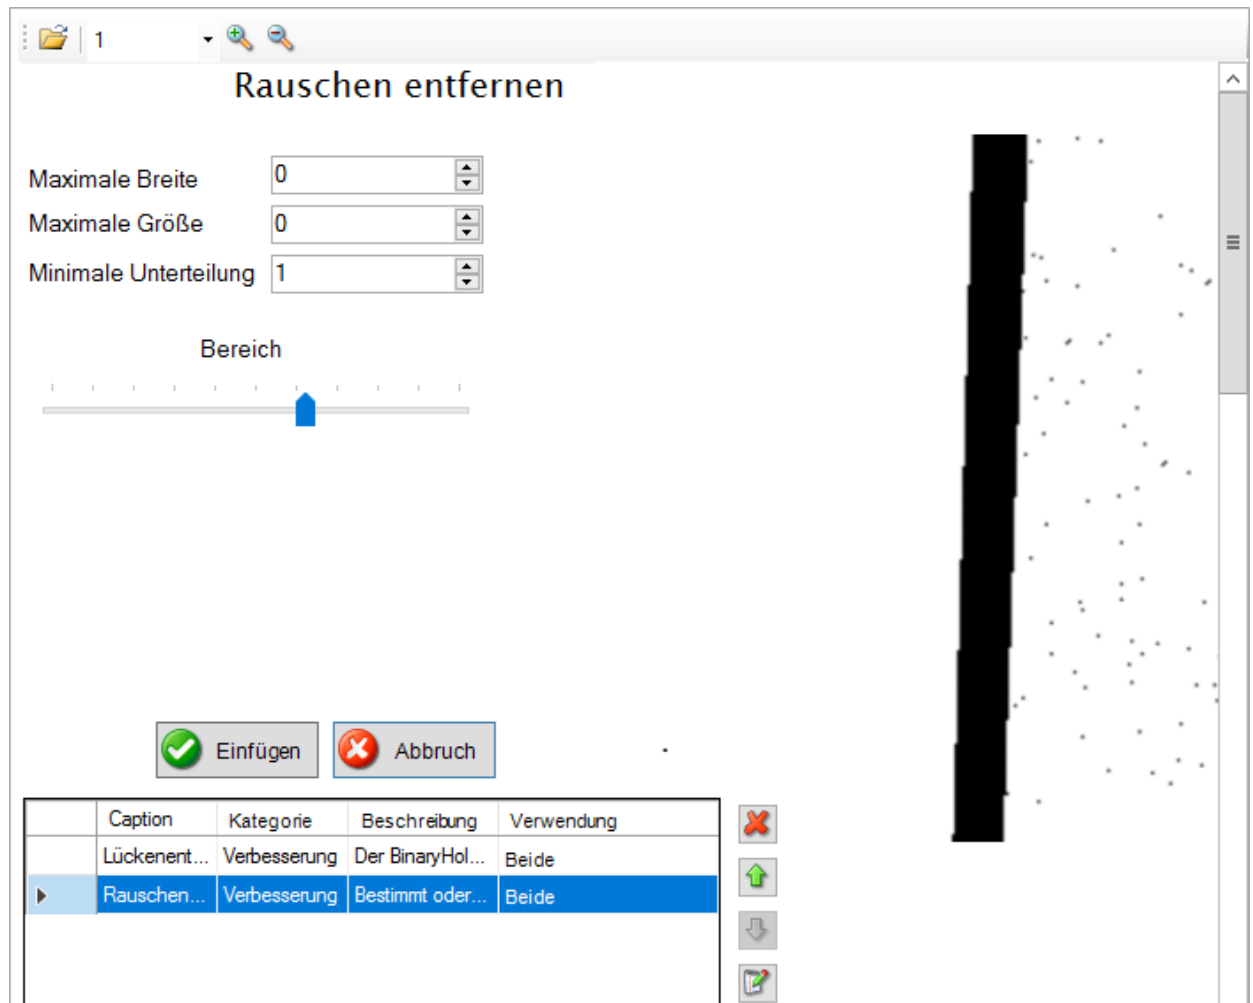 1
Rauschen entfernen
Maximale Breite 0
Maximale Größe 0
Minimale Unterteilung 1
Bereich
Einfügen Abbruch
Caption Kategorie Beschreibung Verwendung
Lückenent... Verbesserung Der BinaryHol... Beide
Rauschen... Verbesserung Bestimmt oder... Beide